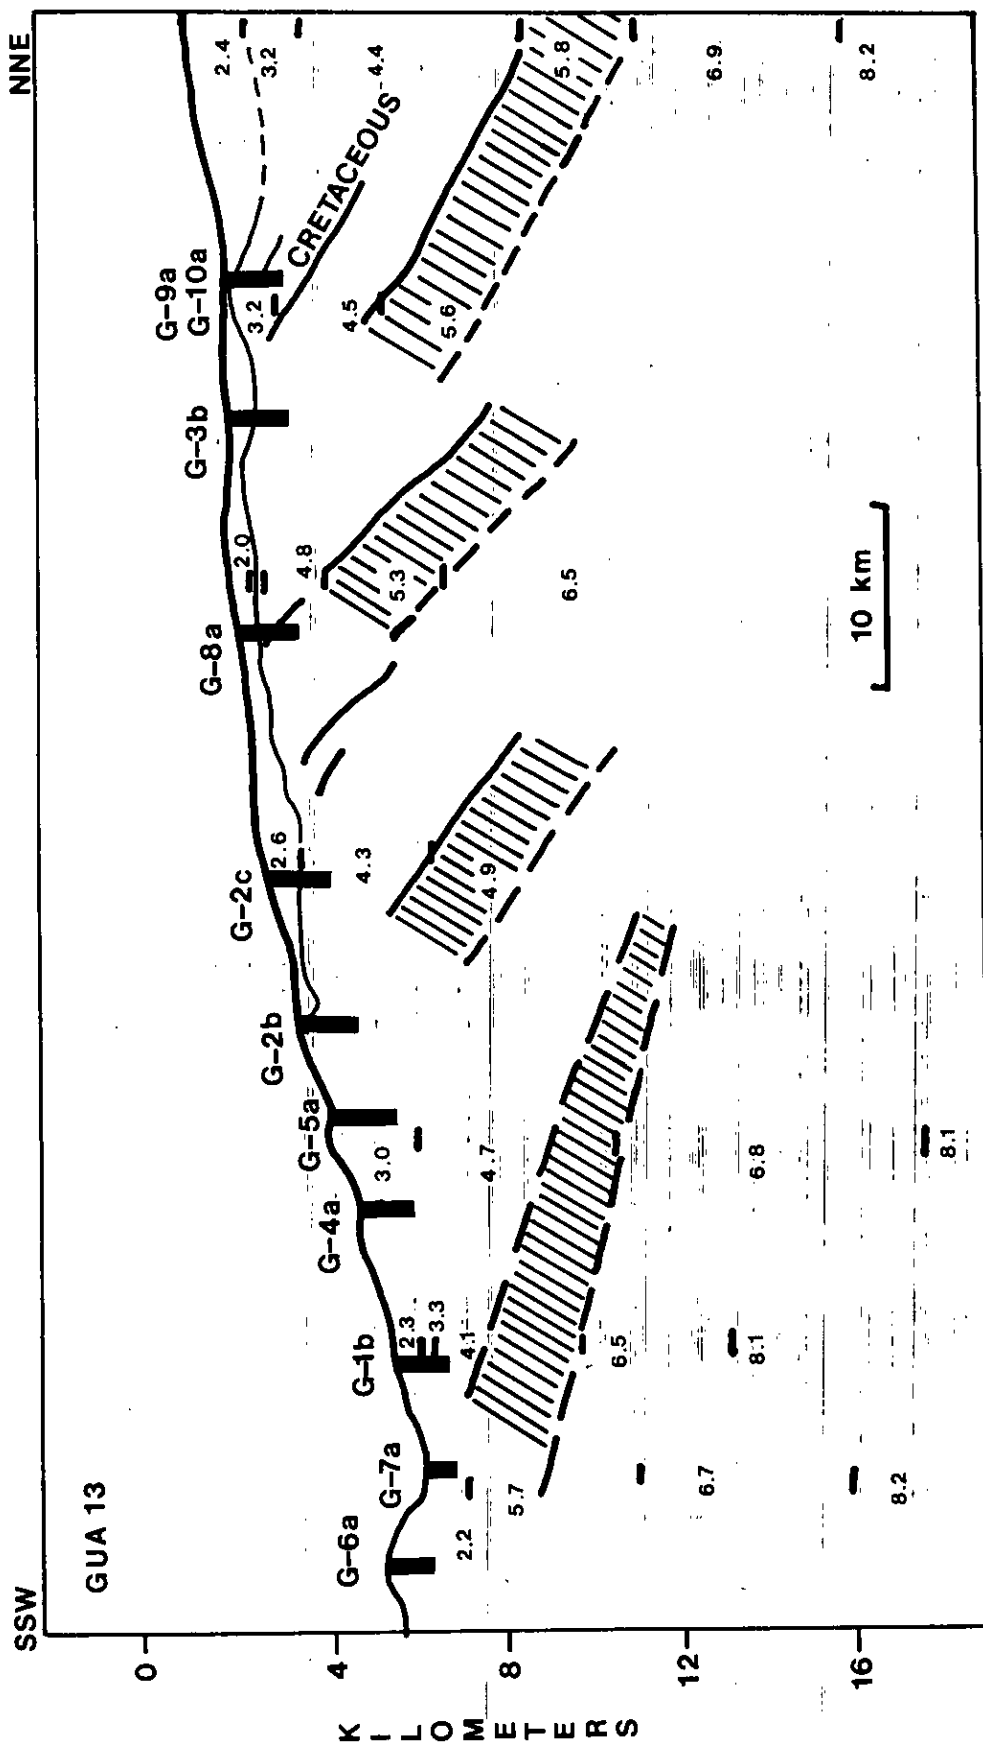 SSW
NNE
GUA 13
G-6a
G-7a
G-1b
G-4a
G-5a
G-2b
G-2c
G-8a
G-3b
G-9a
G-10a
KILOMETERS
0
4
8
12
16
2.2
5.7
6.7
8.2
2.3
3.3
4.1
6.5
8.1
3.0
4.7
6.8
8.1
2.6
4.3
4.9
2.0
4.8
5.3
6.5
3.2
4.5
5.6
CRETACEOUS
2.4
3.2
4.4
5.8
6.9
8.2
10 km